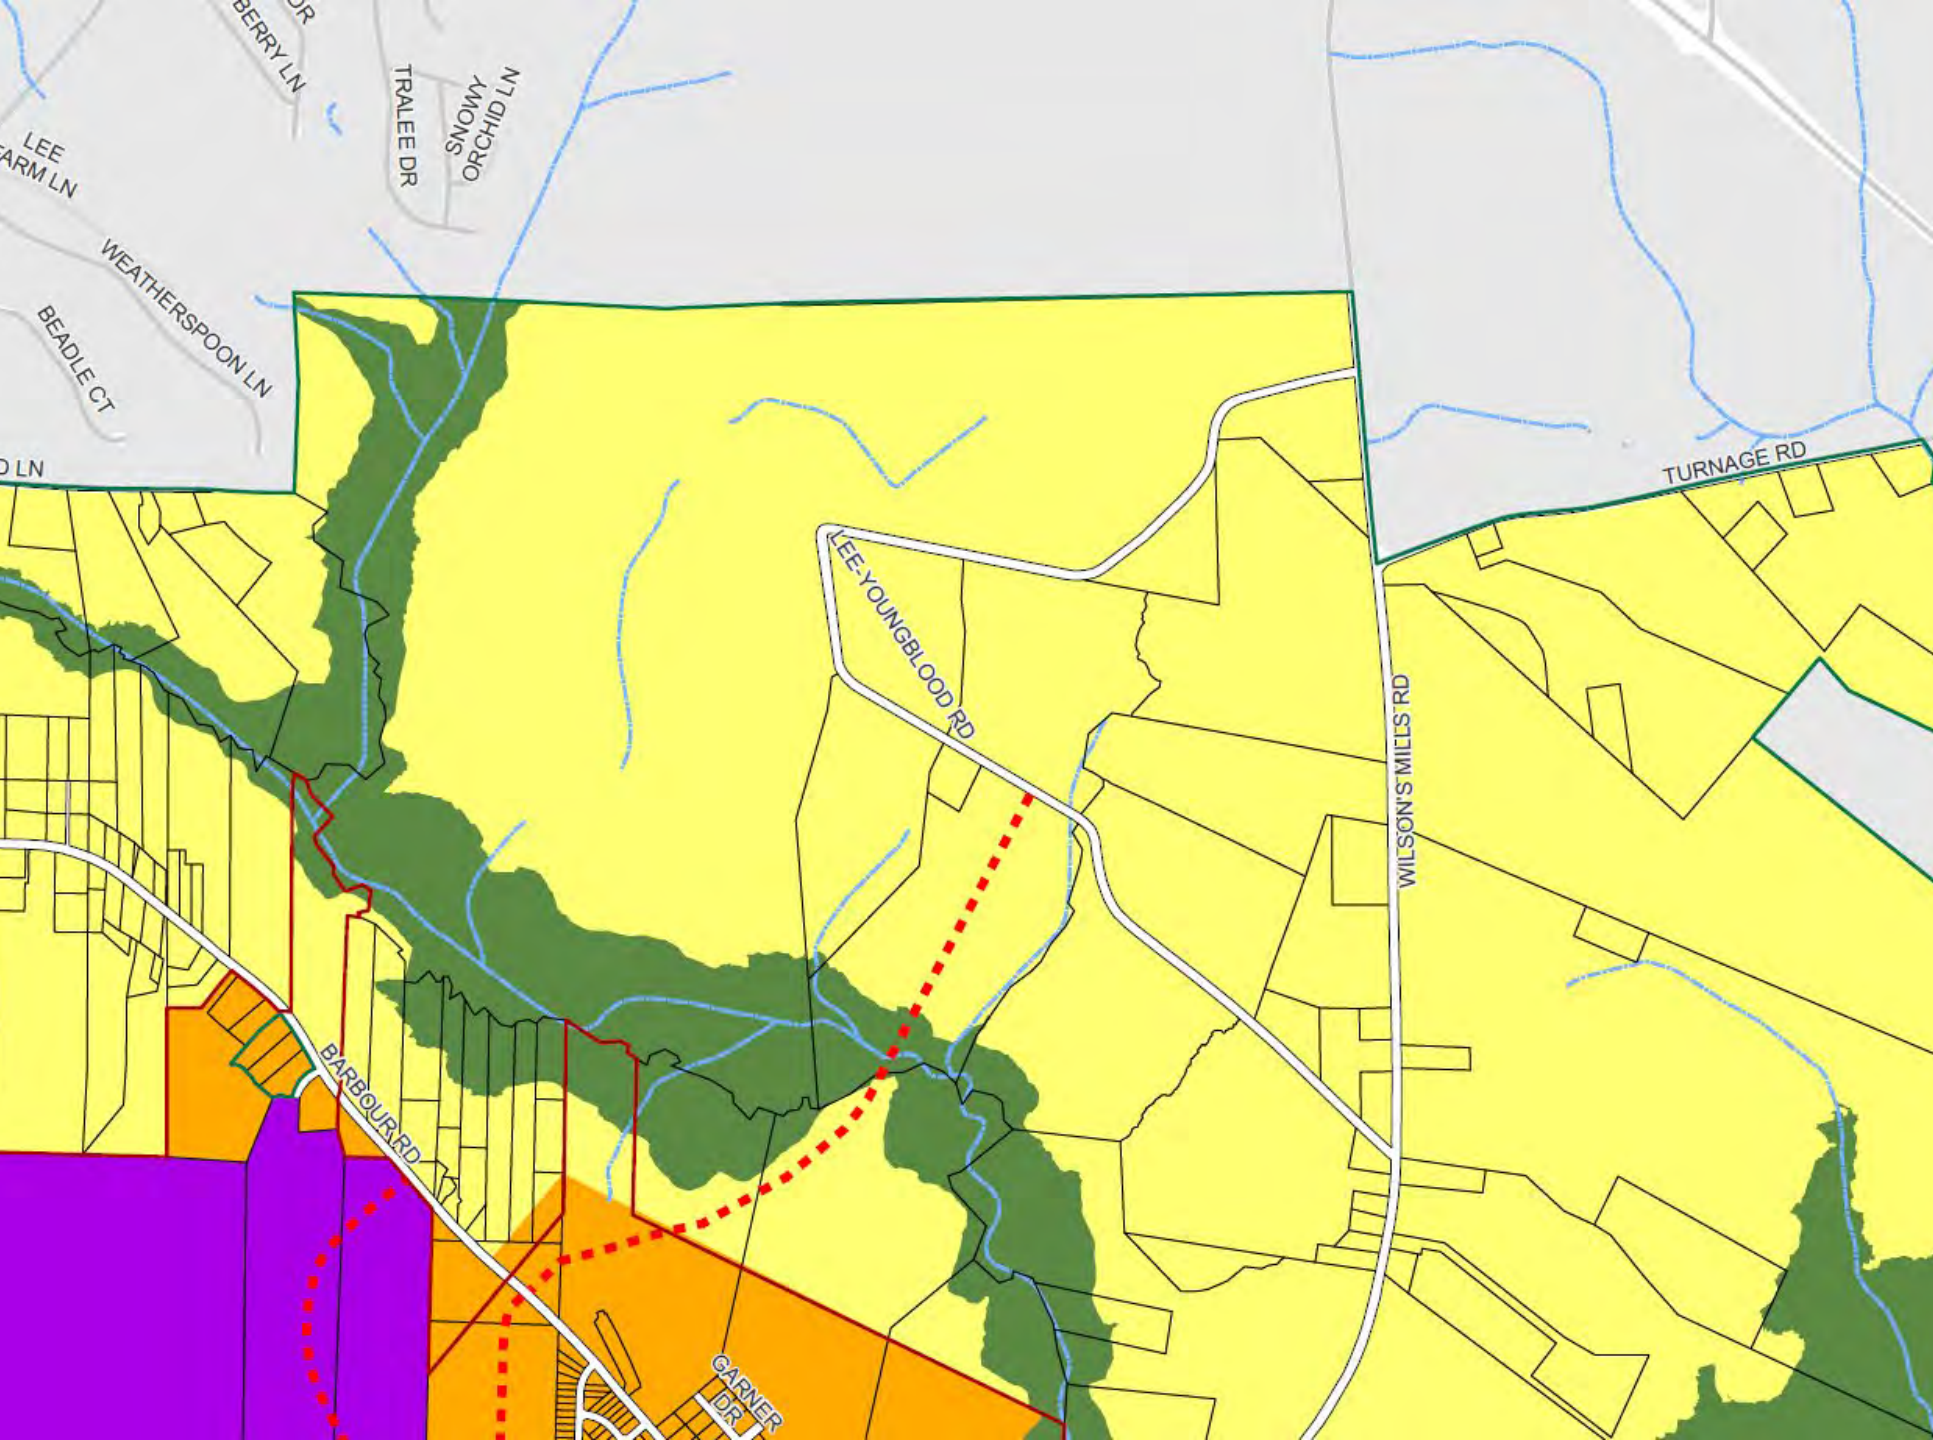 BERRY LN
DR
TRALEE DR
SNOWY
ORCHID LN
LEE
FARM LN
WEATHERSPOON LN
BEADLE CT
D LN
TURNAGE RD
LEE-YOUNGBLOOD RD
WILSON'S MILLS RD
BARBOUR RD
GARNER
DR